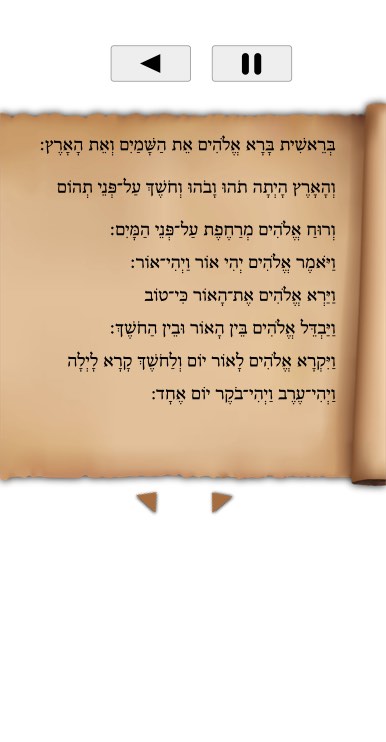 בְּרֵאשִׁית בָּרָא אֱלֹהִים אֵת הַשָּׁמַיִם וְאֵת הָאָרֶץ:
וְהָאָרֶץ הָיְתָה תֹהוּ וָבֹהוּ וְחֹשֶׁךְ עַל־פְּנֵי תְהוֹם
וְרוּחַ אֱלֹהִים מְרַחֶפֶת עַל־פְּנֵי הַמָּיִם:
וַיֹּאמֶר אֱלֹהִים יְהִי אוֹר וַיְהִי־אוֹר:
וַיַּרְא אֱלֹהִים אֶת־הָאוֹר כִּי־טוֹב
וַיַּבְדֵּל אֱלֹהִים בֵּין הָאוֹר וּבֵין הַחֹשֶׁךְ:
וַיִּקְרָא אֱלֹהִים לָאוֹר יוֹם וְלַחֹשֶׁךְ קָרָא לָיְלָה
וַיְהִי־עֶרֶב וַיְהִי־בֹקֶר יוֹם אֶחָד: